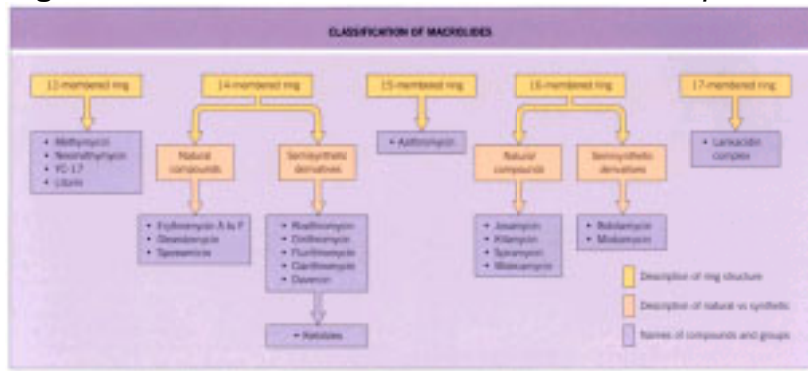 CLASSIFICATION OF MACROLIDES
12-membered ring
14-membered ring
15-membered ring
16-membered ring
17-membered ring
• Methymycin
• Neomethymycin
• YC-17
• Litorin
Natural
compounds
Semisynthetic
derivatives
• Azithromycin
Natural
compounds
Semisynthetic
derivatives
• Lankacidin
complex
• Erythromycin A to F
• Oleandomycin
• Sporeamicin
• Roxithromycin
• Dirithromycin
• Flurithromycin
• Clarithromycin
• Davercin
• Josamycin
• Kitamycin
• Spiramycin
• Midecamycin
• Rokitamycin
• Miokamycin
• Ketolides
Description of ring structure
Description of natural vs synthetic
Names of compounds and groups